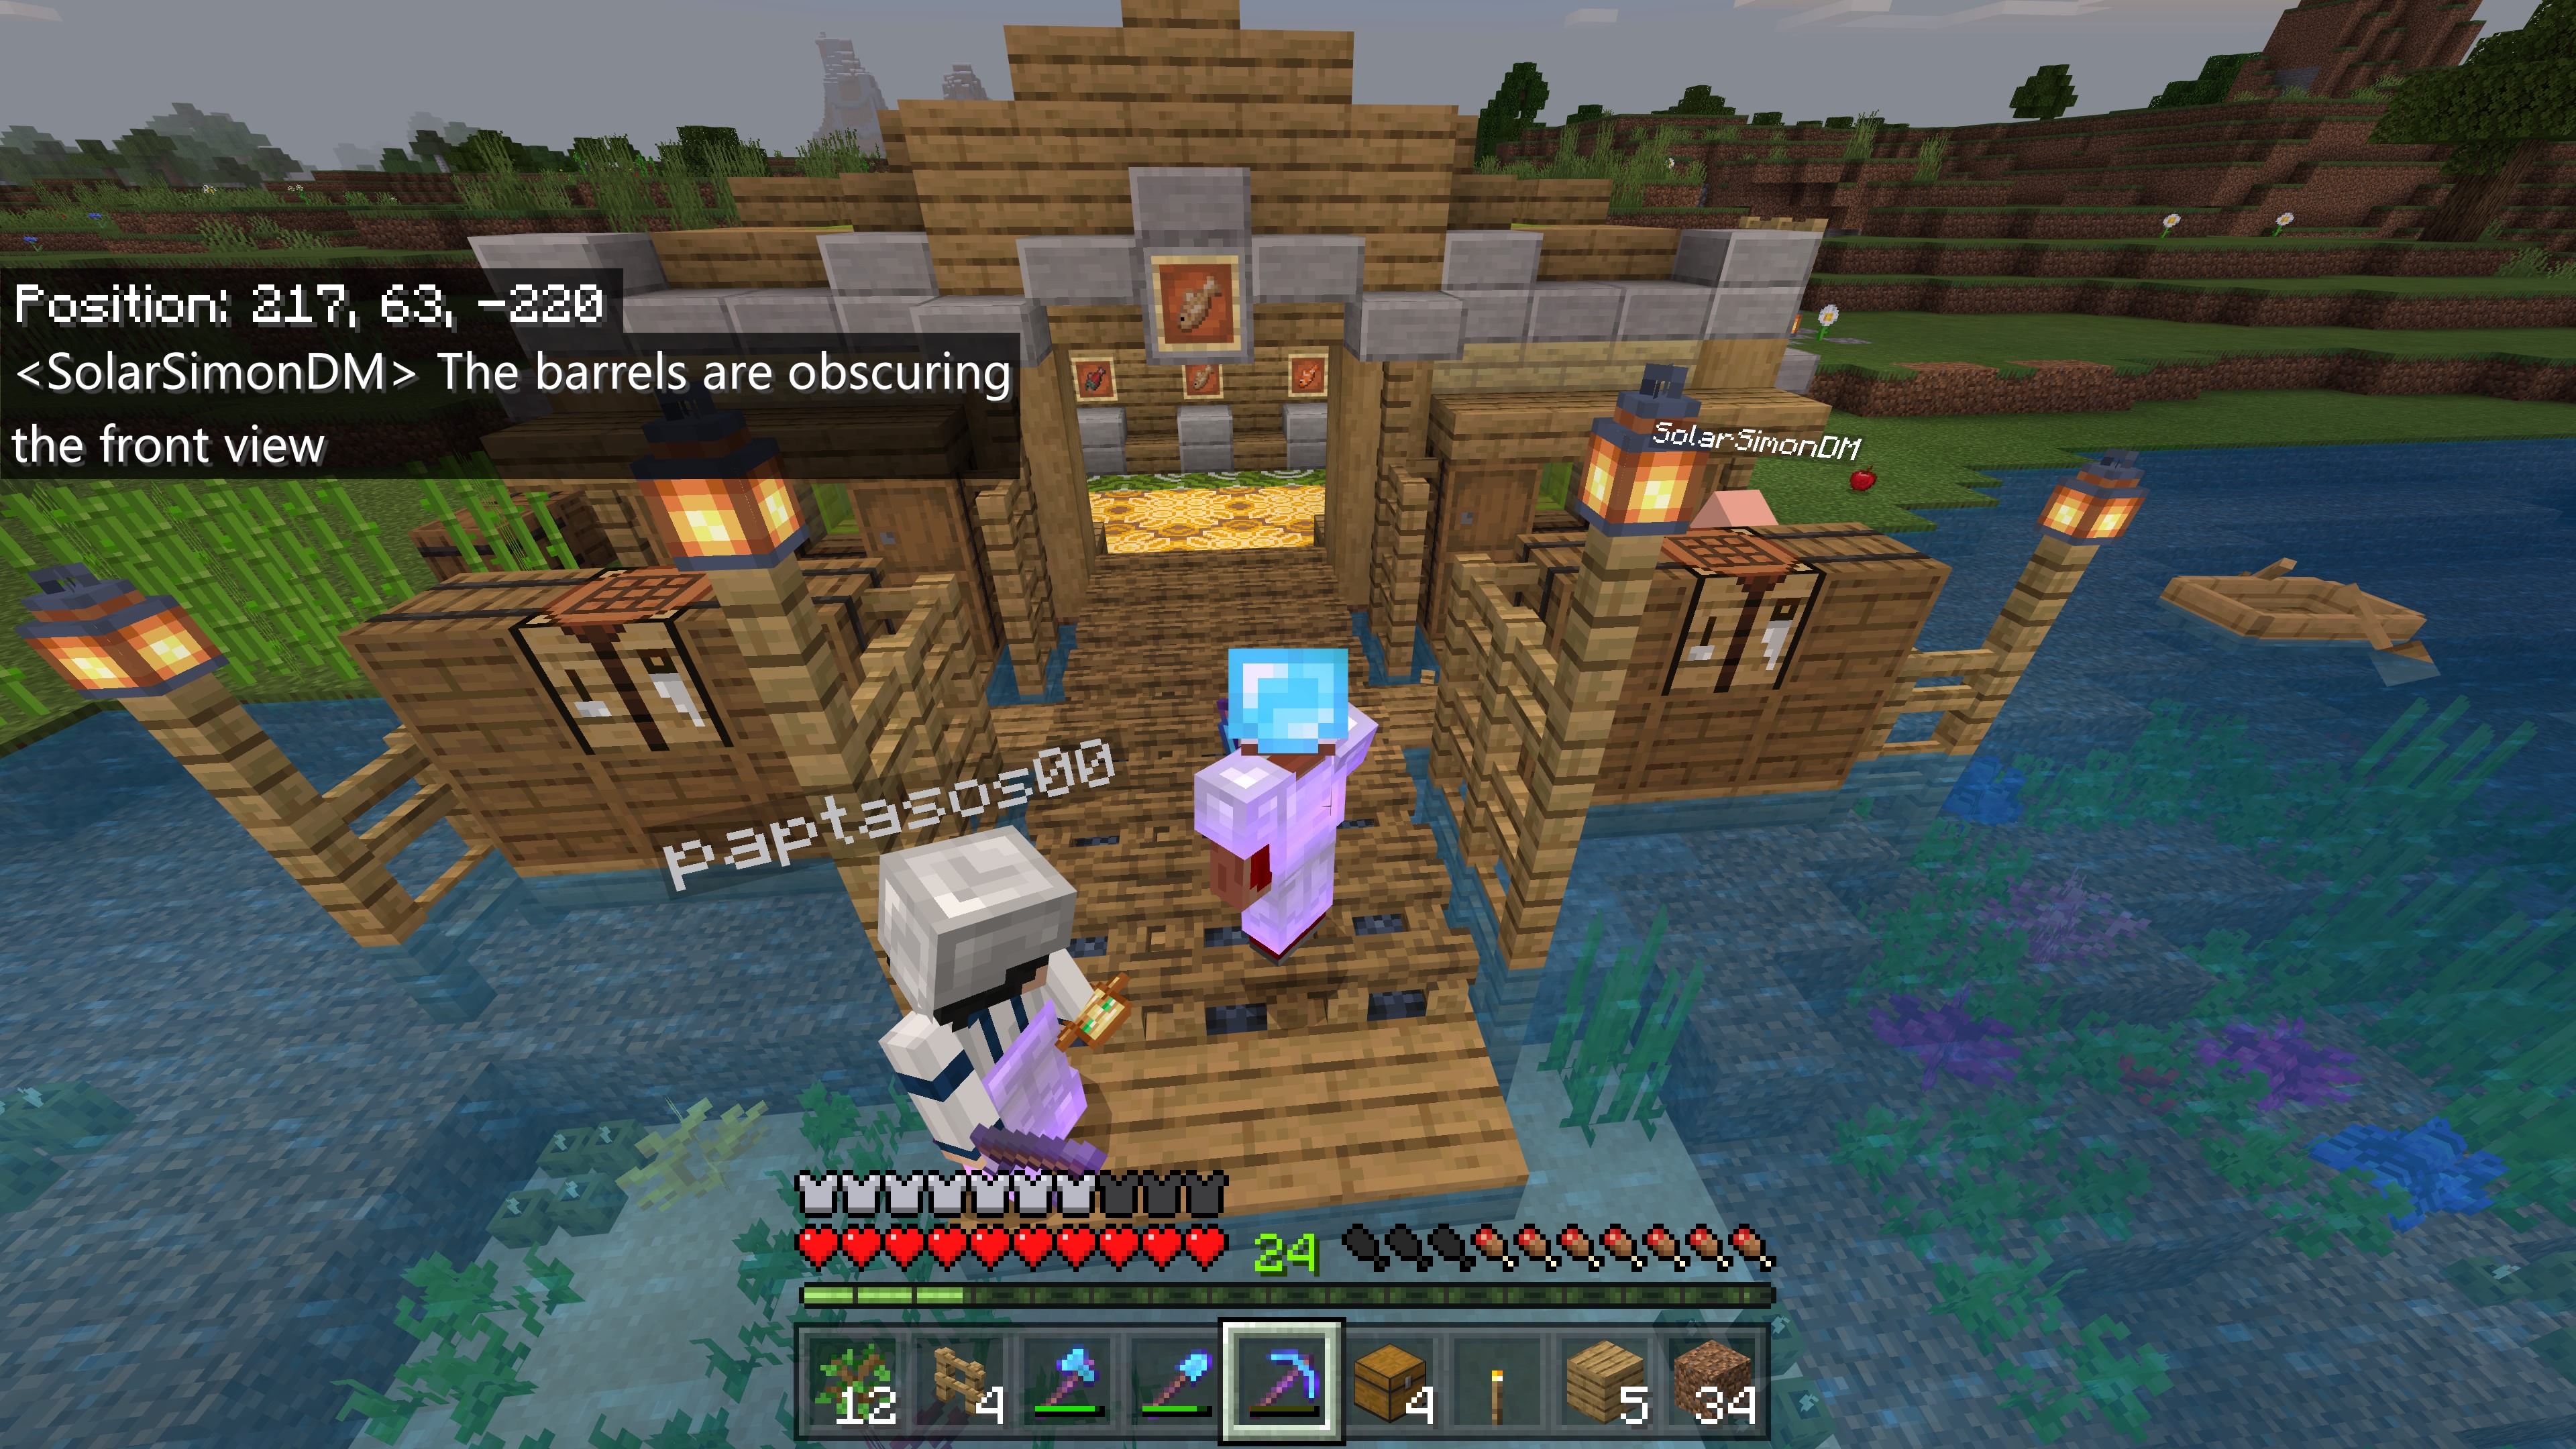 Position: 217, 63, -220
<SolarSimonDM> The barrels are obscuring
the front view
SolarSimonDM
paptasos00
24
12
4
4
5
34